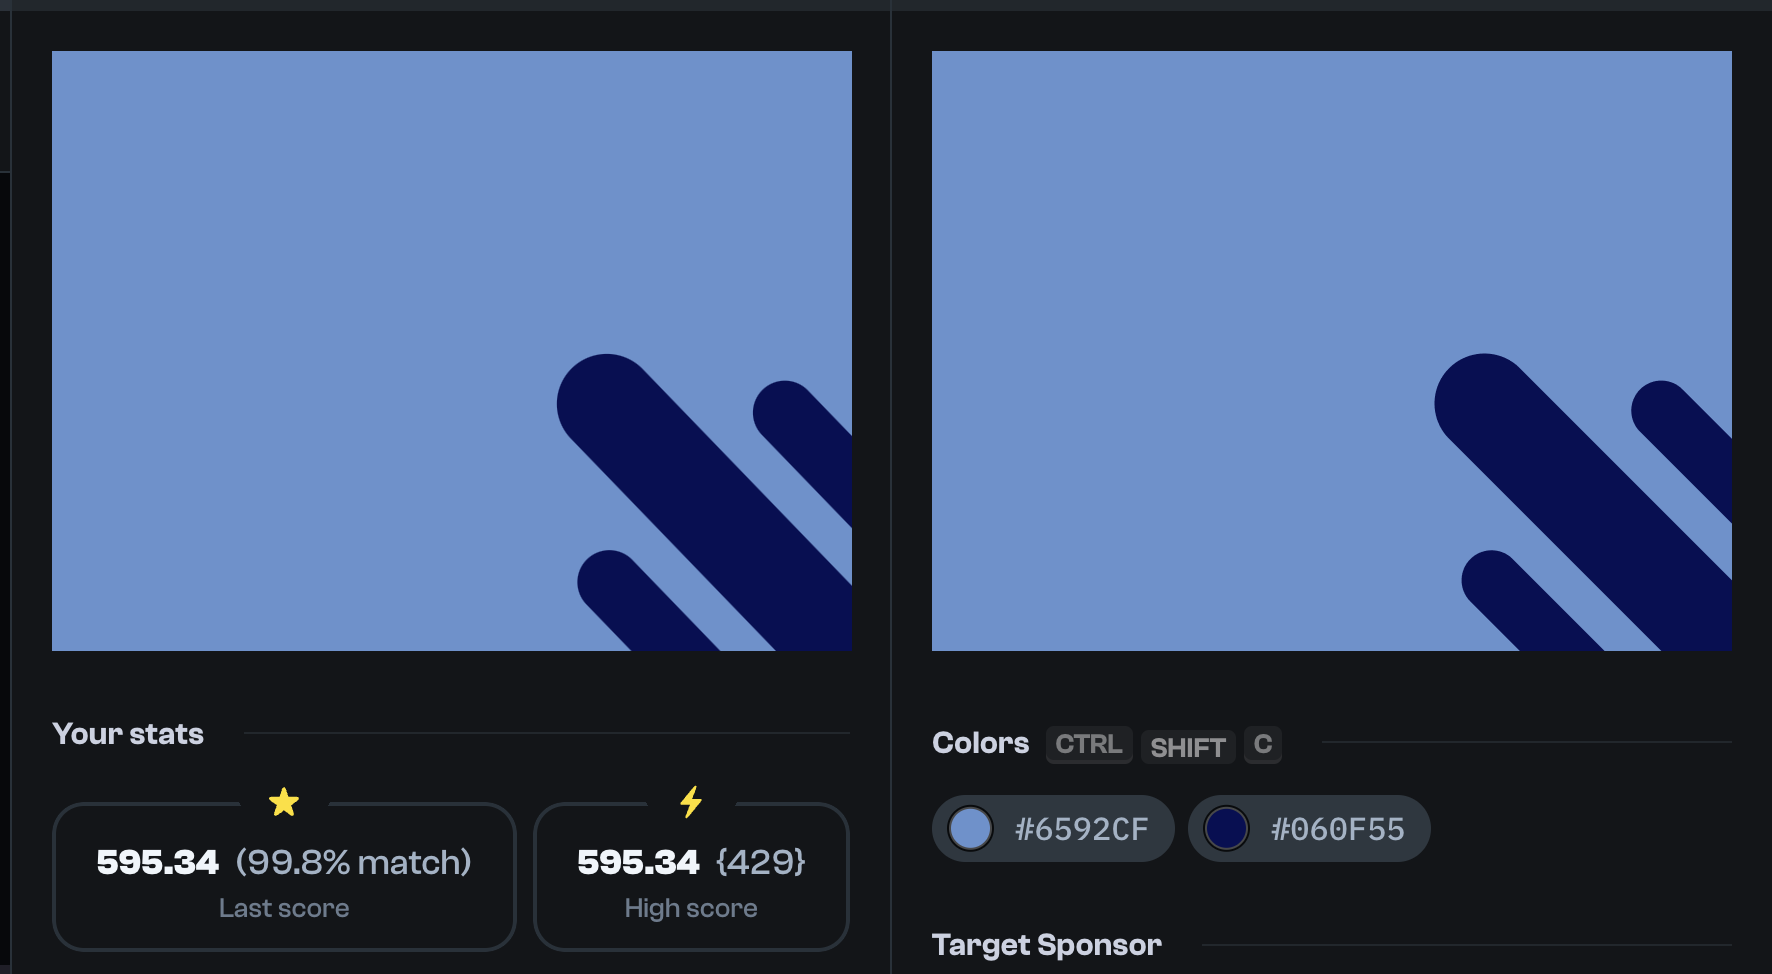 Your stats
595.34 (99.8% match)
Last score
595.34 {429}
High score
Colors CTRL SHIFT C
#6592CF
#060F55
Target Sponsor